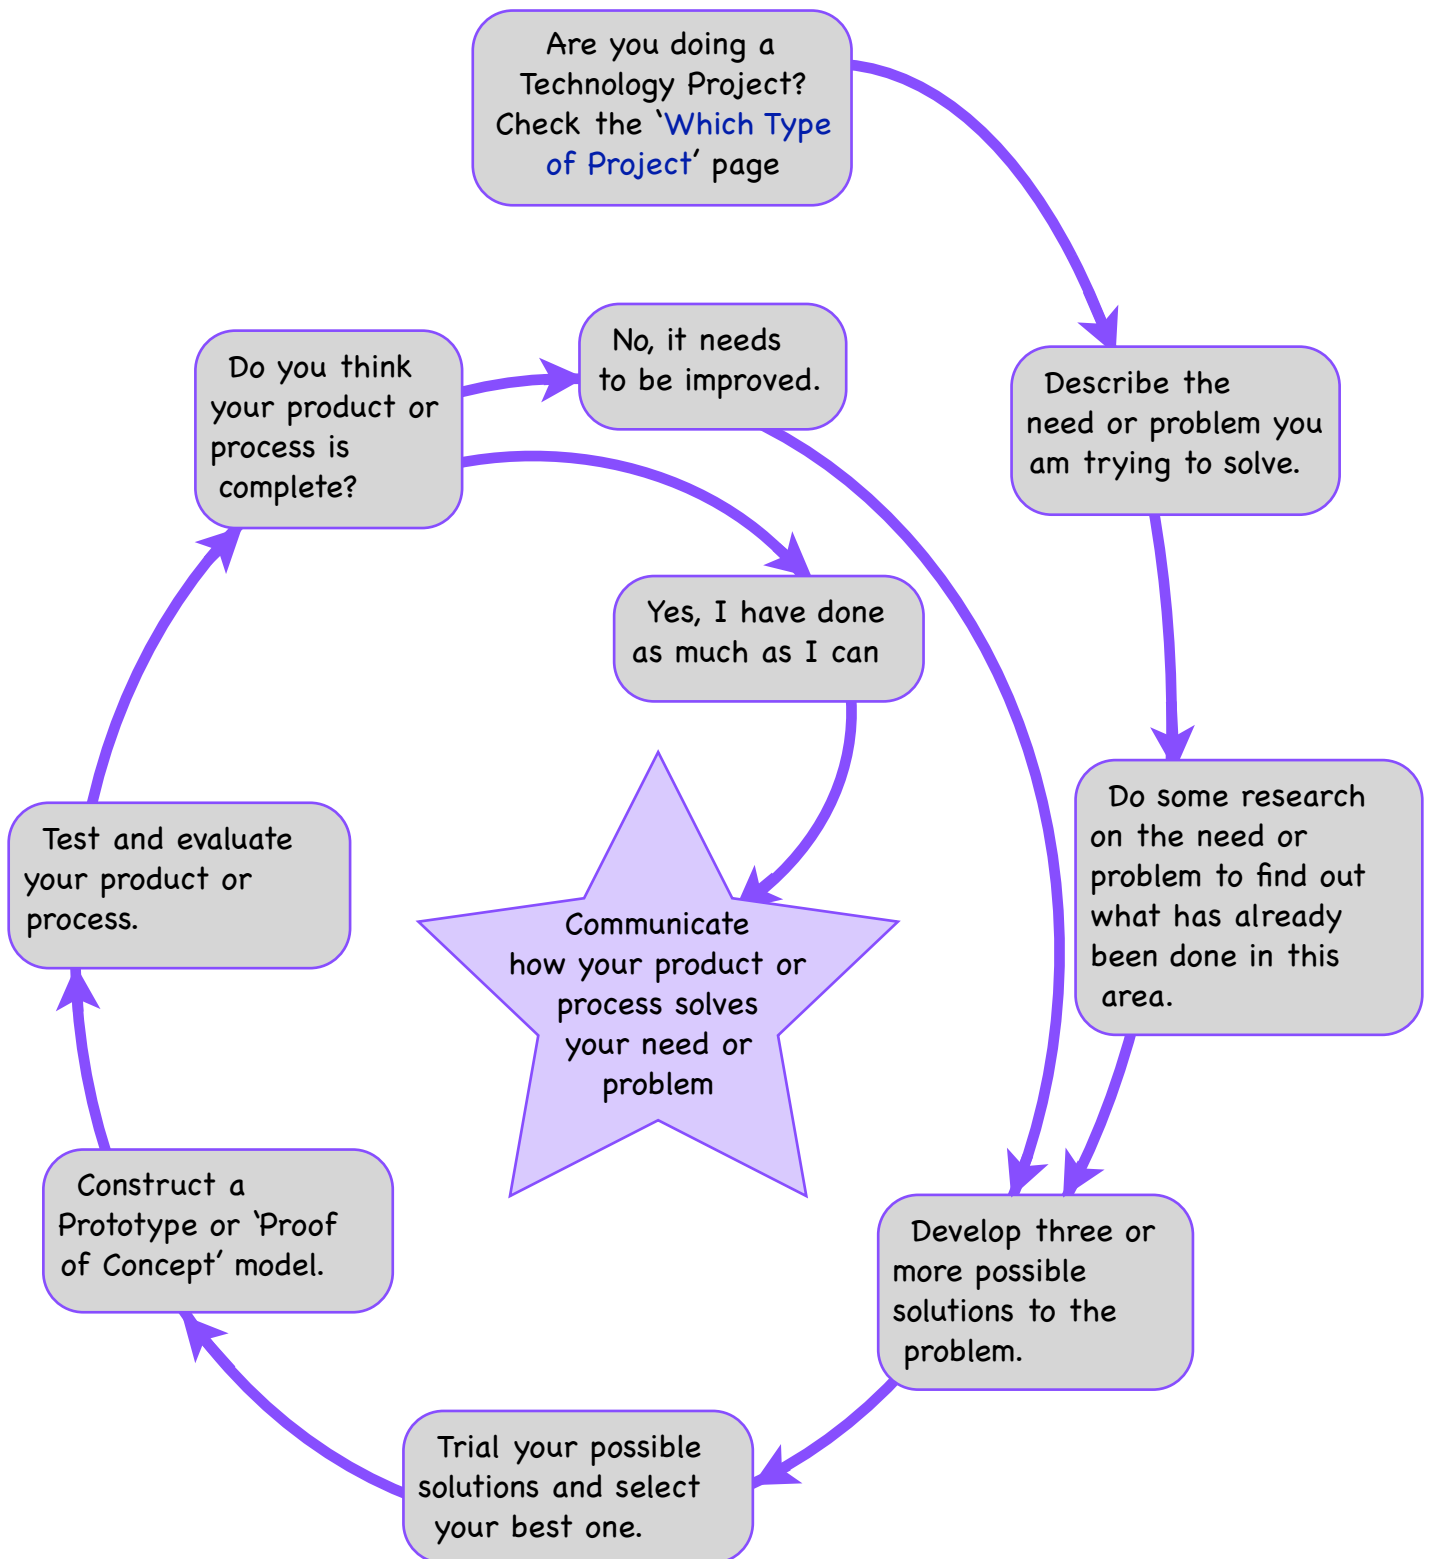 Are you doing a
Technology Project?
Check the ‘Which Type
of Project’ page
Describe the
need or problem you
am trying to solve.
Do some research
on the need or
problem to find out
what has already
been done in this
area.
Develop three or
more possible
solutions to the
problem.
Trial your possible
solutions and select
your best one.
Construct a
Prototype or ‘Proof
of Concept’ model.
Test and evaluate
your product or
process.
Do you think
your product or
process is
complete?
No, it needs
to be improved.
Yes, I have done
as much as I can
Communicate
how your product or
process solves
your need or
problem